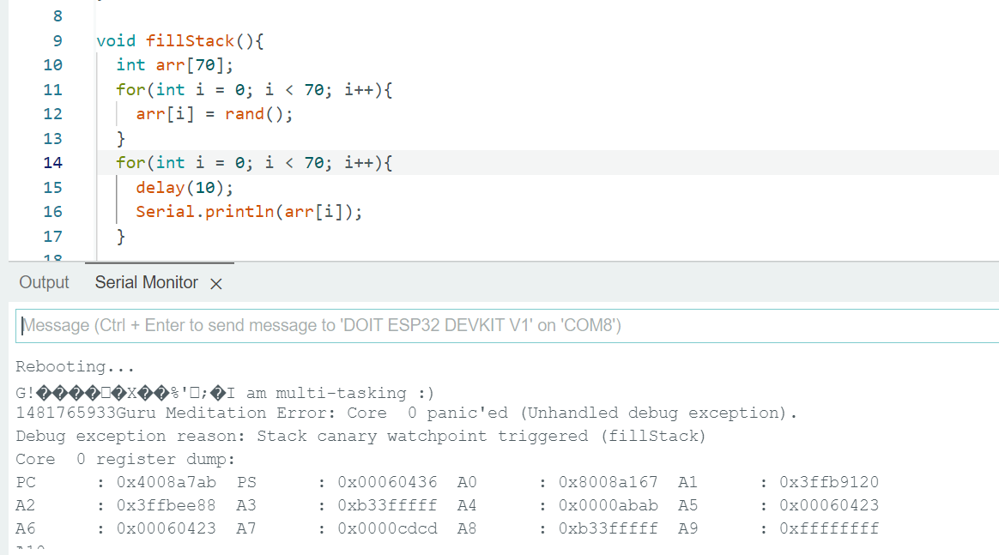 8
9 void fillStack(){
10 int arr[70];
11 for(int i = 0; i < 70; i++){
12 arr[i] = rand();
13 }
14 for(int i = 0; i < 70; i++){
15 delay(10);
16 Serial.println(arr[i]);
17 }
18
Output Serial Monitor
Message (Ctrl + Enter to send message to 'DOIT ESP32 DEVKIT V1' on 'COM8')
Rebooting...
G!����□�X��%'□;�I am multi-tasking :)
1481765933Guru Meditation Error: Core  0 panic'ed (Unhandled debug exception).
Debug exception reason: Stack canary watchpoint triggered (fillStack)
Core  0 register dump:
PC : 0x4008a7ab PS : 0x00060436 A0 : 0x8008a167 A1 : 0x3ffb9120
A2 : 0x3ffbee88 A3 : 0xb33fffff A4 : 0x0000abab A5 : 0x00060423
A6 : 0x00060423 A7 : 0x0000cdcd A8 : 0xb33fffff A9 : 0xffffffff
A10